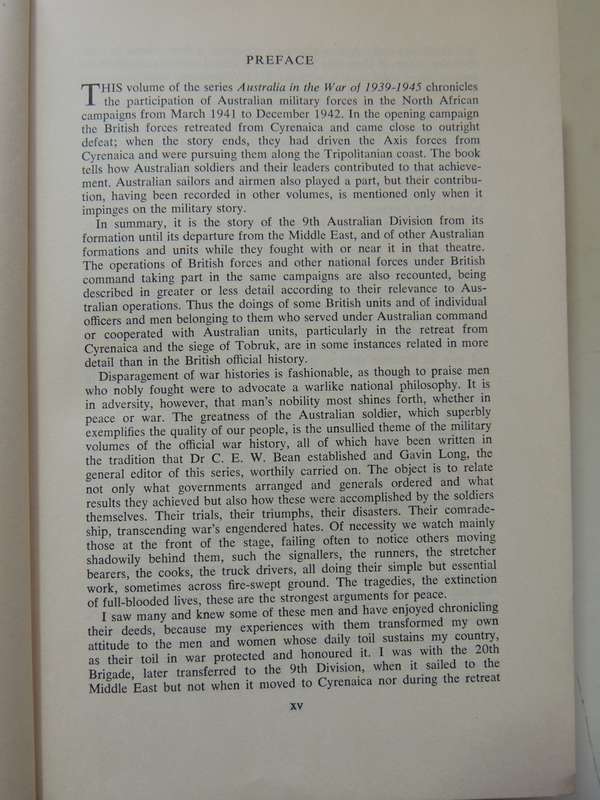 PREFACE
THIS volume of the series Australia in the War of 1939-1945 chronicles
the participation of Australian military forces in the North African
campaigns from March 1941 to December 1942. In the opening campaign
the British forces retreated from Cyrenaica and came close to outright
defeat; when the story ends, they had driven the Axis forces from
Cyrenaica and were pursuing them along the Tripolitanian coast. The book
tells how Australian soldiers and their leaders contributed to that achieve-
ment. Australian sailors and airmen also played a part, but their contribu-
tion, having been recorded in other volumes, is mentioned only when it
impinges on the military story.
In summary, it is the story of the 9th Australian Division from its
formation until its departure from the Middle East, and of other Australian
formations and units while they fought with or near it in that theatre.
The operations of British forces and other national forces under British
command taking part in the same campaigns are also recounted, being
described in greater or less detail according to their relevance to Aus-
tralian operations. Thus the doings of some British units and of individual
officers and men belonging to them who served under Australian command
or cooperated with Australian units, particularly in the retreat from
Cyrenaica and the siege of Tobruk, are in some instances related in more
detail than in the British official history.
Disparagement of war histories is fashionable, as though to praise men
who nobly fought were to advocate a warlike national philosophy. It is
in adversity, however, that man's nobility most shines forth, whether in
peace or war. The greatness of the Australian soldier, which superbly
exemplifies the quality of our people, is the unsullied theme of the military
volumes of the official war history, all of which have been written in
the tradition that Dr C. E. W. Bean established and Gavin Long, the
general editor of this series, worthily carried on. The object is to relate
not only what governments arranged and generals ordered and what
results they achieved but also how these were accomplished by the soldiers
themselves. Their trials, their triumphs, their disasters. Their comrade-
ship, transcending war's engendered hates. Of necessity we watch mainly
those at the front of the stage, failing often to notice others moving
shadowily behind them, such the signallers, the runners, the stretcher
bearers, the cooks, the truck drivers, all doing their simple but essential
work, sometimes across fire-swept ground. The tragedies, the extinction
of full-blooded lives, these are the strongest arguments for peace.
I saw many and knew some of these men and have enjoyed chronicling
their deeds, because my experiences with them transformed my own
attitude to the men and women whose daily toil sustains my country,
as their toil in war protected and honoured it. I was with the 20th
Brigade, later transferred to the 9th Division, when it sailed to the
Middle East but not when it moved to Cyrenaica nor during the retreat
xv